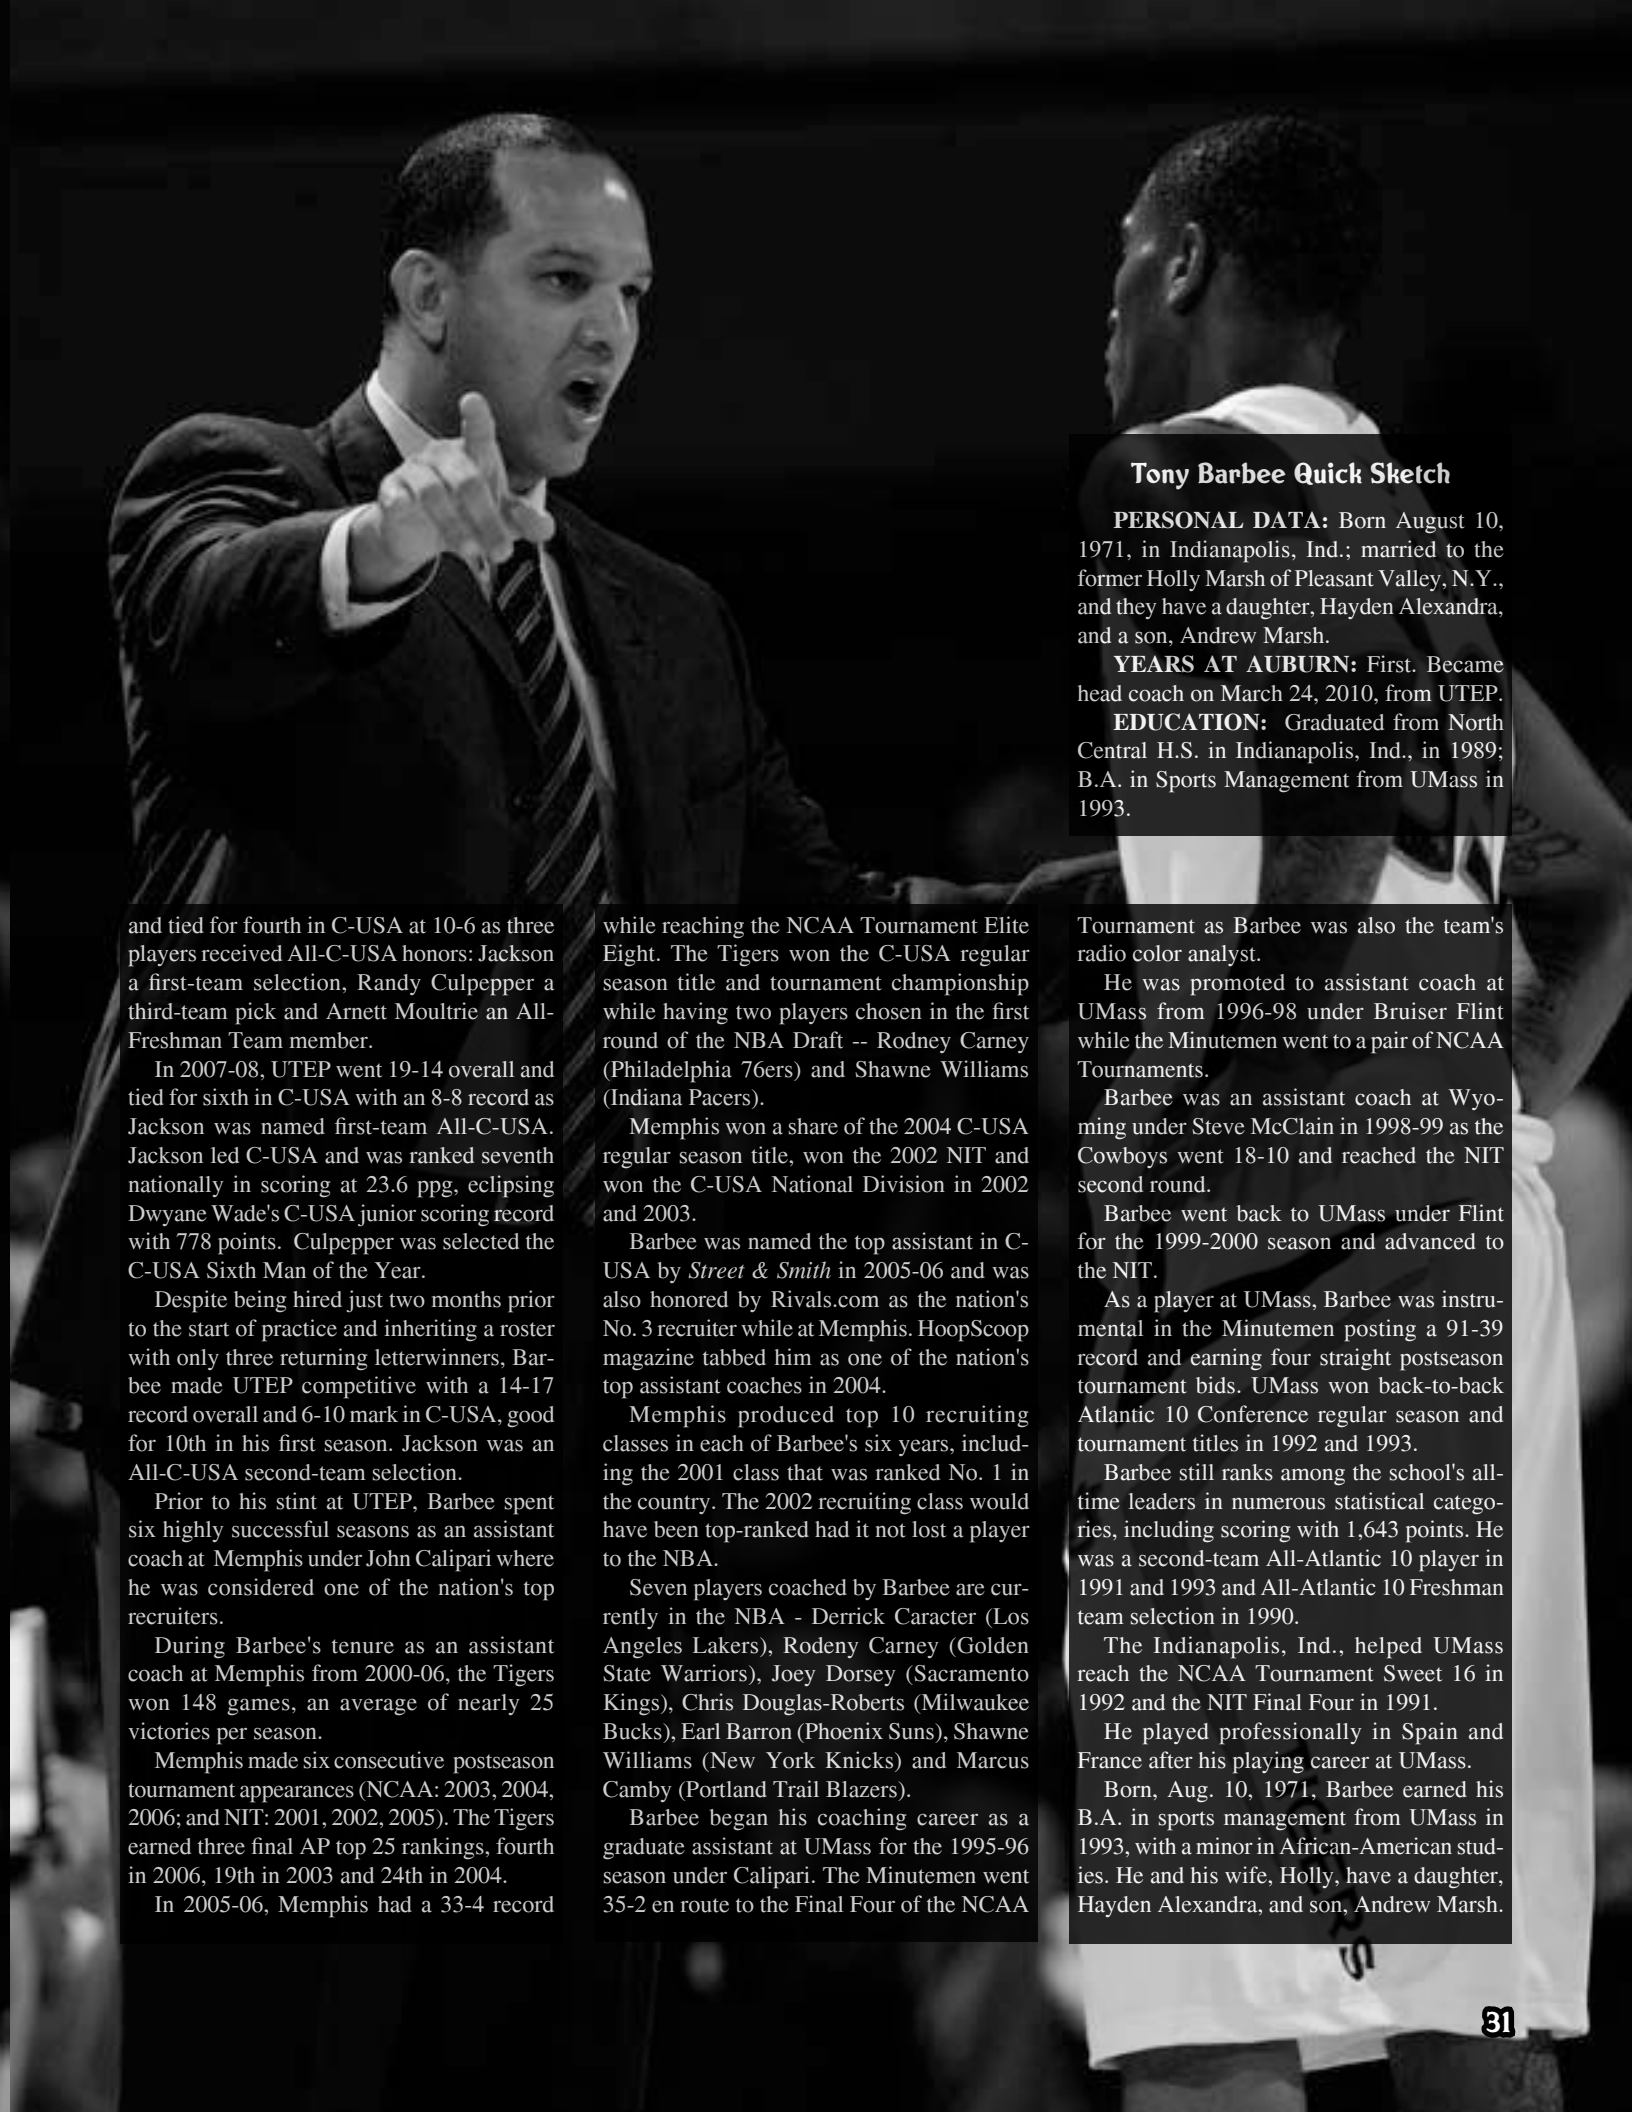 Tony Barbee Quick Sketch
PERSONAL DATA: Born August 10,
1971, in Indianapolis, Ind.; married to the
former Holly Marsh of Pleasant Valley, N.Y.,
and they have a daughter, Hayden Alexandra,
and a son, Andrew Marsh.
YEARS AT AUBURN: First. Became
head coach on March 24, 2010, from UTEP.
EDUCATION: Graduated from North
Central H.S. in Indianapolis, Ind., in 1989;
B.A. in Sports Management from UMass in
1993.
and tied for fourth in C-USA at 10-6 as three
players received All-C-USA honors: Jackson
a first-team selection, Randy Culpepper a
third-team pick and Arnett Moultrie an All-
Freshman Team member.
In 2007-08, UTEP went 19-14 overall and
tied for sixth in C-USA with an 8-8 record as
Jackson was named first-team All-C-USA.
Jackson led C-USA and was ranked seventh
nationally in scoring at 23.6 ppg, eclipsing
Dwyane Wade's C-USA junior scoring record
with 778 points. Culpepper was selected the
C-USA Sixth Man of the Year.
Despite being hired just two months prior
to the start of practice and inheriting a roster
with only three returning letterwinners, Bar-
bee made UTEP competitive with a 14-17
record overall and 6-10 mark in C-USA, good
for 10th in his first season. Jackson was an
All-C-USA second-team selection.
Prior to his stint at UTEP, Barbee spent
six highly successful seasons as an assistant
coach at Memphis under John Calipari where
he was considered one of the nation's top
recruiters.
During Barbee's tenure as an assistant
coach at Memphis from 2000-06, the Tigers
won 148 games, an average of nearly 25
victories per season.
Memphis made six consecutive postseason
tournament appearances (NCAA: 2003, 2004,
2006; and NIT: 2001, 2002, 2005). The Tigers
earned three final AP top 25 rankings, fourth
in 2006, 19th in 2003 and 24th in 2004.
In 2005-06, Memphis had a 33-4 record
while reaching the NCAA Tournament Elite
Eight. The Tigers won the C-USA regular
season title and tournament championship
while having two players chosen in the first
round of the NBA Draft -- Rodney Carney
(Philadelphia 76ers) and Shawne Williams
(Indiana Pacers).
Memphis won a share of the 2004 C-USA
regular season title, won the 2002 NIT and
won the C-USA National Division in 2002
and 2003.
Barbee was named the top assistant in C-
USA by Street & Smith in 2005-06 and was
also honored by Rivals.com as the nation's
No. 3 recruiter while at Memphis. HoopScoop
magazine tabbed him as one of the nation's
top assistant coaches in 2004.
Memphis produced top 10 recruiting
classes in each of Barbee's six years, includ-
ing the 2001 class that was ranked No. 1 in
the country. The 2002 recruiting class would
have been top-ranked had it not lost a player
to the NBA.
Seven players coached by Barbee are cur-
rently in the NBA - Derrick Caracter (Los
Angeles Lakers), Rodeny Carney (Golden
State Warriors), Joey Dorsey (Sacramento
Kings), Chris Douglas-Roberts (Milwaukee
Bucks), Earl Barron (Phoenix Suns), Shawne
Williams (New York Knicks) and Marcus
Camby (Portland Trail Blazers).
Barbee began his coaching career as a
graduate assistant at UMass for the 1995-96
season under Calipari. The Minutemen went
35-2 en route to the Final Four of the NCAA
Tournament as Barbee was also the team's
radio color analyst.
He was promoted to assistant coach at
UMass from 1996-98 under Bruiser Flint
while the Minutemen went to a pair of NCAA
Tournaments.
Barbee was an assistant coach at Wyo-
ming under Steve McClain in 1998-99 as the
Cowboys went 18-10 and reached the NIT
second round.
Barbee went back to UMass under Flint
for the 1999-2000 season and advanced to
the NIT.
As a player at UMass, Barbee was instru-
mental in the Minutemen posting a 91-39
record and earning four straight postseason
tournament bids. UMass won back-to-back
Atlantic 10 Conference regular season and
tournament titles in 1992 and 1993.
Barbee still ranks among the school's all-
time leaders in numerous statistical catego-
ries, including scoring with 1,643 points. He
was a second-team All-Atlantic 10 player in
1991 and 1993 and All-Atlantic 10 Freshman
team selection in 1990.
The Indianapolis, Ind., helped UMass
reach the NCAA Tournament Sweet 16 in
1992 and the NIT Final Four in 1991.
He played professionally in Spain and
France after his playing career at UMass.
Born, Aug. 10, 1971, Barbee earned his
B.A. in sports management from UMass in
1993, with a minor in African-American stud-
ies. He and his wife, Holly, have a daughter,
Hayden Alexandra, and son, Andrew Marsh.
TIGERS
31